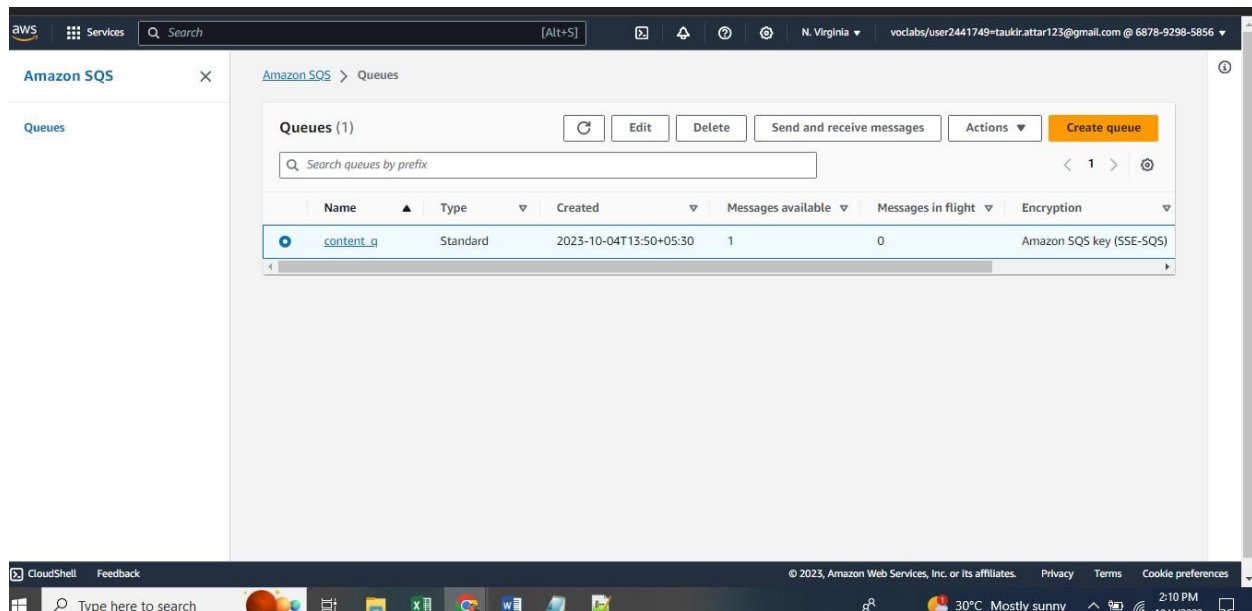 aws Services Search [Alt+S] N. Virginia ▼ voclabs/user2441749=taukir.attar123@gmail.com @ 6878-9298-5856 ▼
Amazon SQS
Queues
Amazon SQS > Queues
Queues (1) Edit Delete Send and receive messages Actions ▼ Create queue
Search queues by prefix
< 1 >
Name ▲ Type Created Messages available Messages in flight Encryption
content_q Standard 2023-10-04T13:50+05:30 1 0 Amazon SQS key (SSE-SQS)
CloudShell Feedback © 2023, Amazon Web Services, Inc. or its affiliates. Privacy Terms Cookie preferences
Type here to search 30°C Mostly sunny 2:10 PM